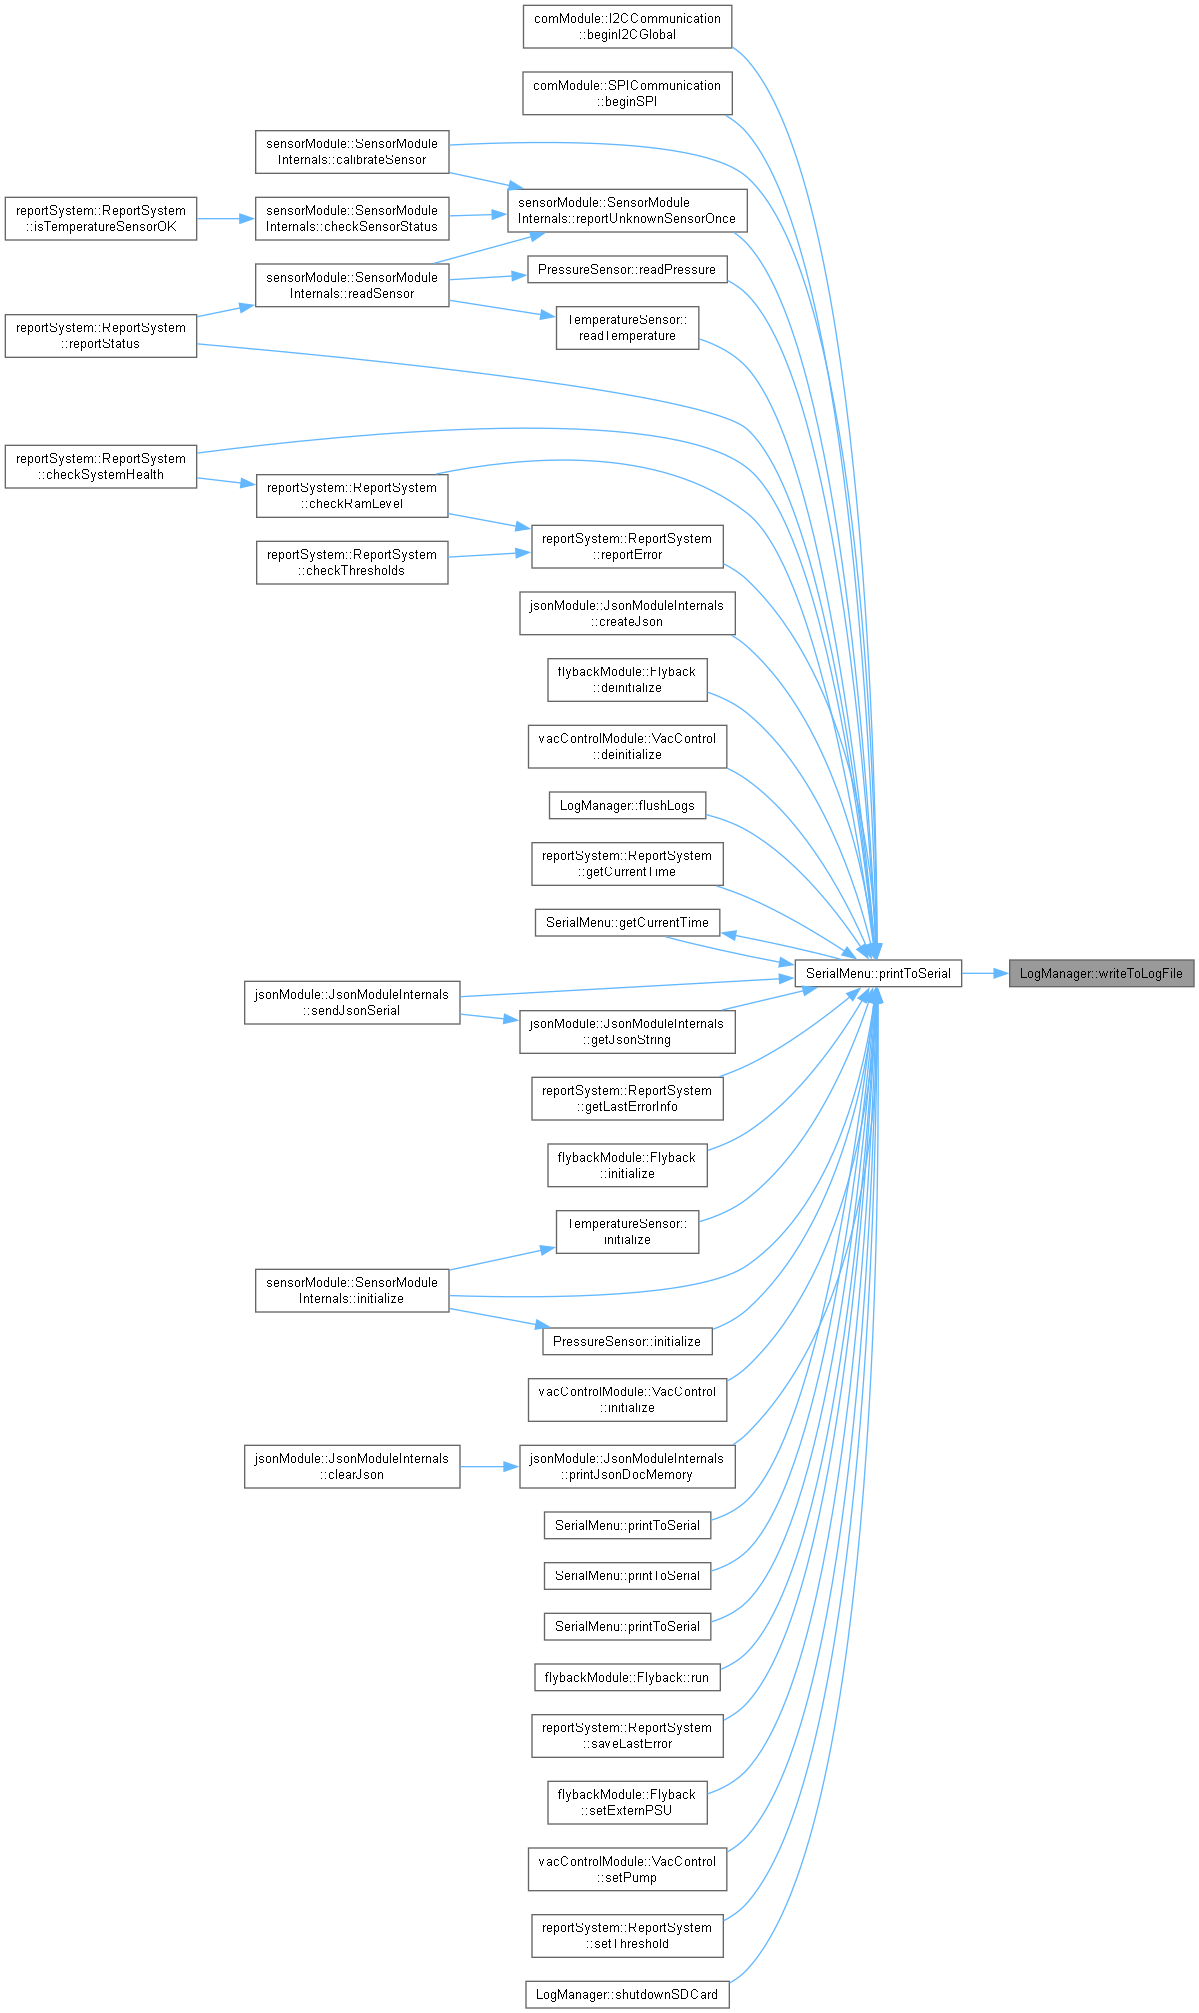 comModule::I2CCommunication
::beginI2CGlobal
comModule::SPICommunication
::beginSPI
sensorModule::SensorModule
Internals::calibrateSensor
sensorModule::SensorModule
Internals::reportUnknownSensorOnce
reportSystem::ReportSystem
::isTemperatureSensorOK
sensorModule::SensorModule
Internals::checkSensorStatus
sensorModule::SensorModule
Internals::readSensor
PressureSensor::readPressure
TemperatureSensor::
readTemperature
reportSystem::ReportSystem
::reportStatus
reportSystem::ReportSystem
::checkSystemHealth
reportSystem::ReportSystem
::checkRamLevel
reportSystem::ReportSystem
::reportError
reportSystem::ReportSystem
::checkThresholds
jsonModule::JsonModuleInternals
::createJson
flybackModule::Flyback
::deinitialize
vacControlModule::VacControl
::deinitialize
LogManager::flushLogs
reportSystem::ReportSystem
::getCurrentTime
SerialMenu::getCurrentTime
SerialMenu::printToSerial
LogManager::writeToLogFile
jsonModule::JsonModuleInternals
::sendJsonSerial
jsonModule::JsonModuleInternals
::getJsonString
reportSystem::ReportSystem
::getLastErrorInfo
flybackModule::Flyback
::initialize
TemperatureSensor::
initialize
sensorModule::SensorModule
Internals::initialize
PressureSensor::initialize
vacControlModule::VacControl
::initialize
jsonModule::JsonModuleInternals
::clearJson
jsonModule::JsonModuleInternals
::printJsonDocMemory
SerialMenu::printToSerial
SerialMenu::printToSerial
SerialMenu::printToSerial
flybackModule::Flyback::run
reportSystem::ReportSystem
::saveLastError
flybackModule::Flyback
::setExternPSU
vacControlModule::VacControl
::setPump
reportSystem::ReportSystem
::setThreshold
LogManager::shutdownSDCard